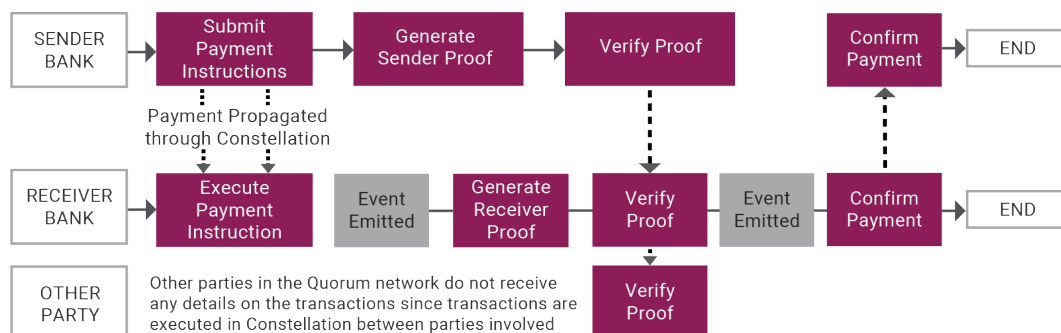 SENDER
BANK
Submit
Payment
Instructions
Generate
Sender Proof
Verify Proof
Confirm
Payment
END
Payment Propagated
through Constellation
RECEIVER
BANK
Execute
Payment
Instruction
Event
Emitted
Generate
Receiver
Proof
Verify
Proof
Event
Emitted
Confirm
Payment
END
OTHER
PARTY
Other parties in the Quorum network do not receive
any details on the transactions since transactions are
executed in Constellation between parties involved
Verify
Proof